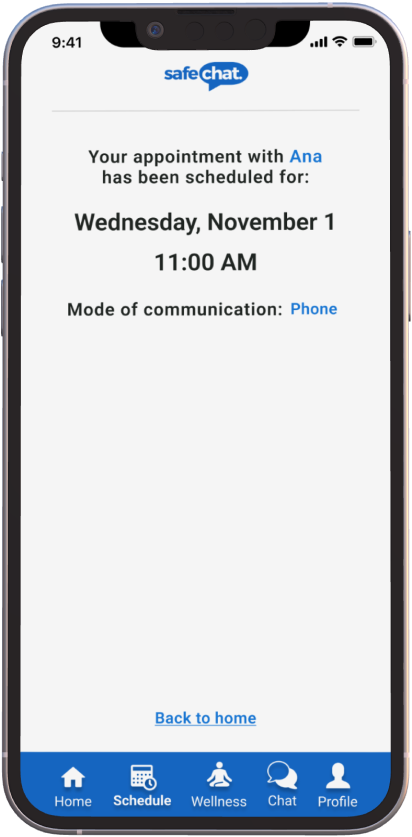 9:41
safechat.
Your appointment with Ana
has been scheduled for:
Wednesday, November 1
11:00 AM
Mode of communication: Phone
Back to home
Home Schedule Wellness Chat Profile